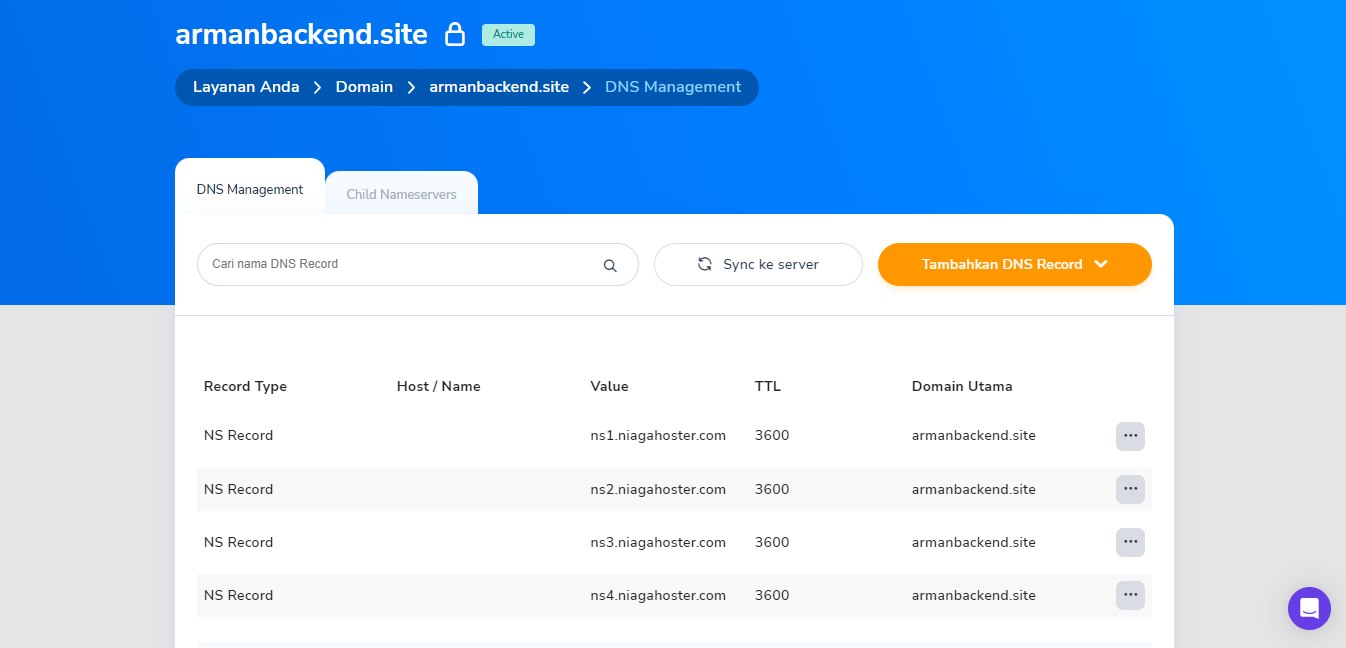 armanbackend.site Active
Layanan Anda Domain armanbackend.site DNS Management
DNS Management Child Nameservers
Cari nama DNS Record Sync ke server Tambahkan DNS Record
Record Type Host / Name Value TTL Domain Utama
NS Record ns1.niagahoster.com 3600 armanbackend.site
NS Record ns2.niagahoster.com 3600 armanbackend.site
NS Record ns3.niagahoster.com 3600 armanbackend.site
NS Record ns4.niagahoster.com 3600 armanbackend.site